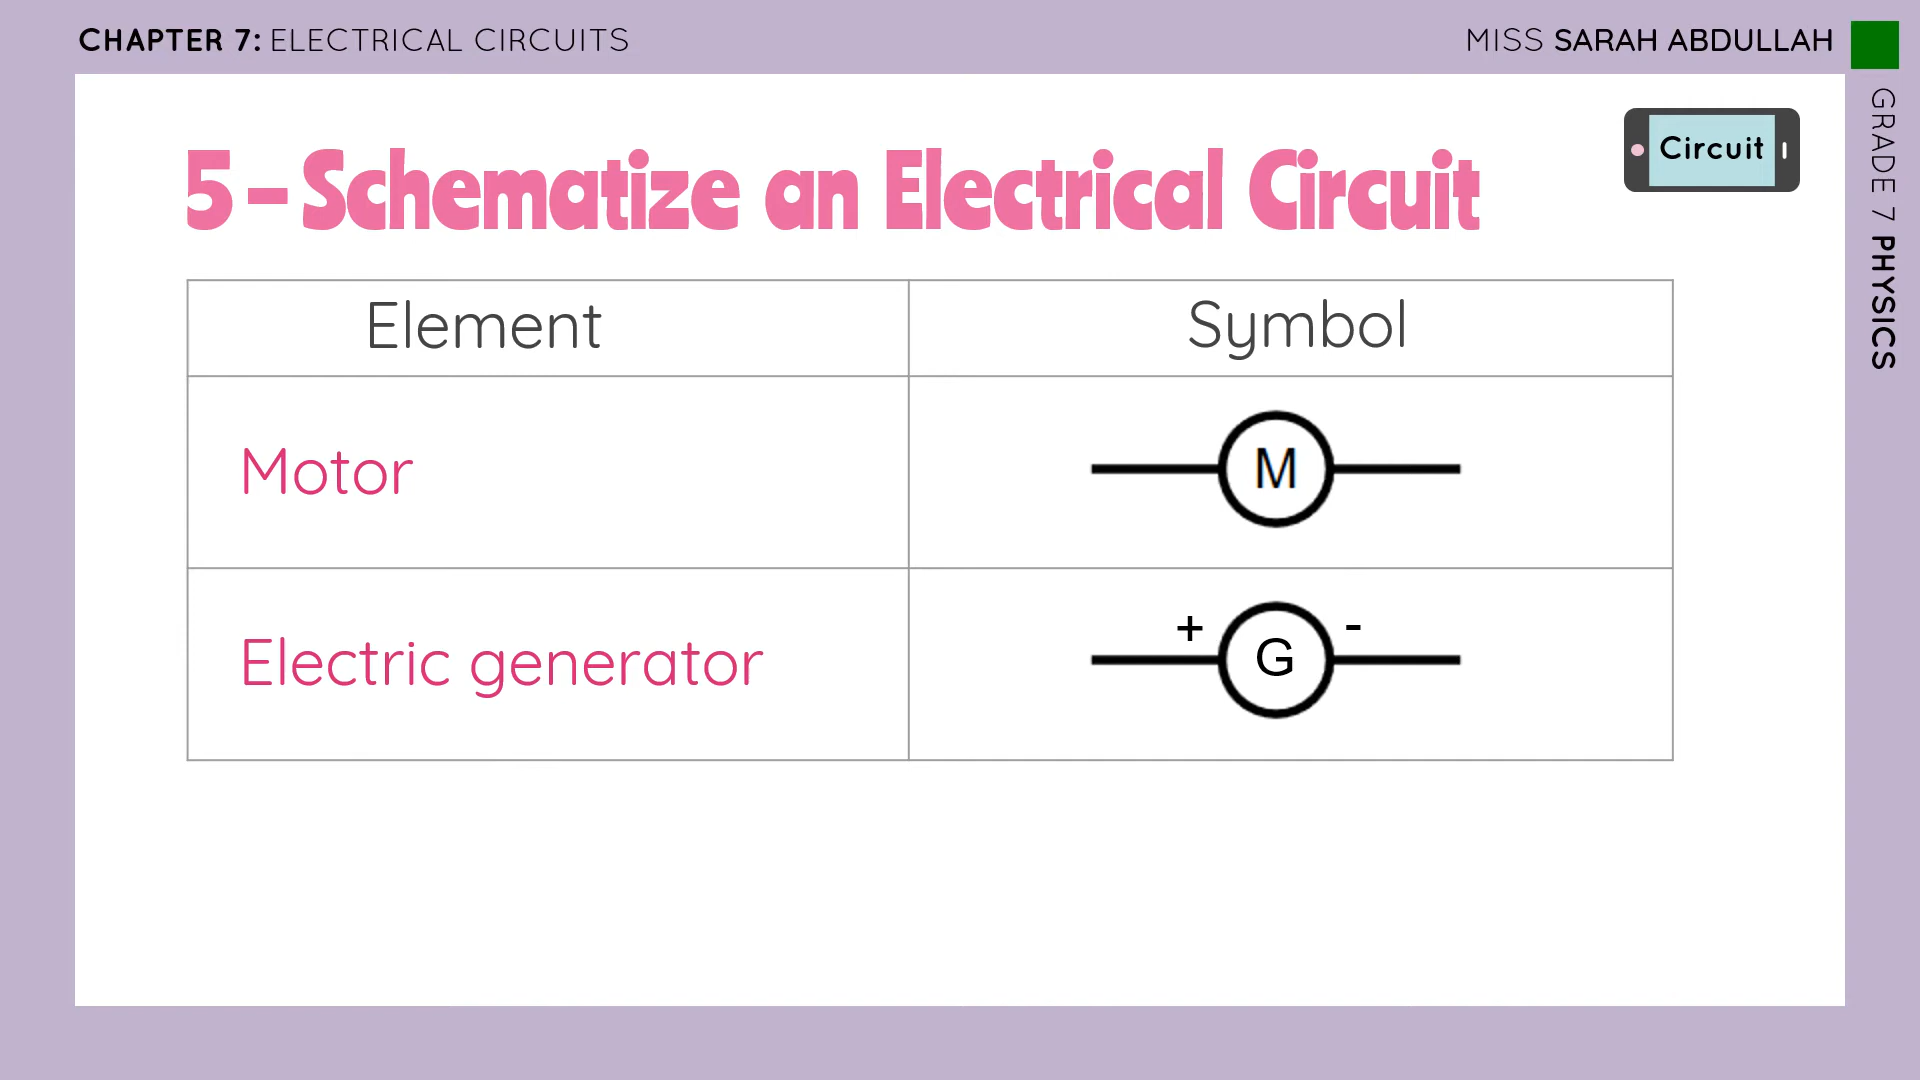 CHAPTER 7: ELECTRICAL CIRCUITS
MISS SARAH ABDULLAH
GRADE 7 PHYSICS
Circuit
5-Schematize an Electrical Circuit
Element
Symbol
Motor
M
Electric generator
+ G -